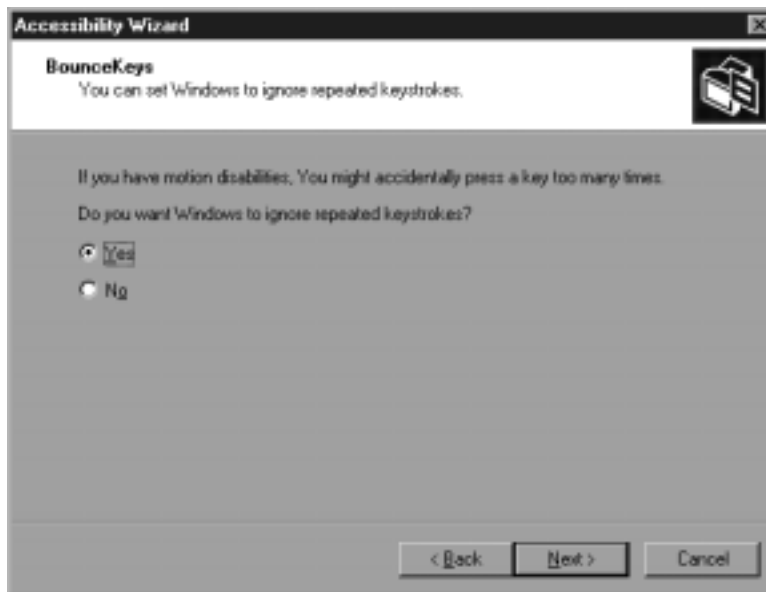 Accessibility Wizard
BounceKeys
You can set Windows to ignore repeated keystrokes.
If you have motion disabilities, You might accidentally press a key too many times.
Do you want Windows to ignore repeated keystrokes?
Yes
No
< Back
Next >
Cancel